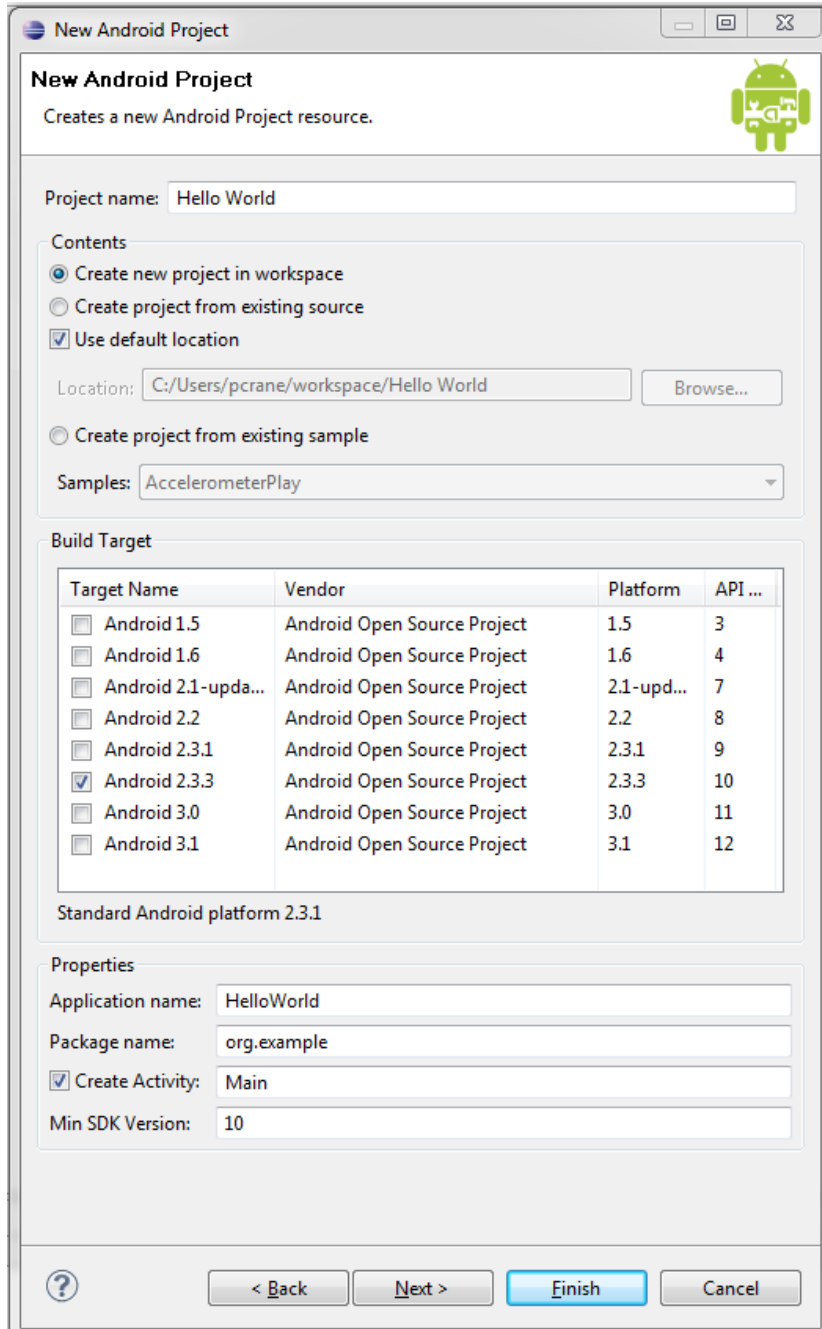 New Android Project
New Android Project
Creates a new Android Project resource.
Project name: Hello World
Contents
Create new project in workspace
Create project from existing source
Use default location
Location: C:/Users/pcrane/workspace/Hello World Browse...
Create project from existing sample
Samples: AccelerometerPlay
Build Target
Target Name Vendor Platform API ...
Android 1.5 Android Open Source Project 1.5 3
Android 1.6 Android Open Source Project 1.6 4
Android 2.1-upda... Android Open Source Project 2.1-upd... 7
Android 2.2 Android Open Source Project 2.2 8
Android 2.3.1 Android Open Source Project 2.3.1 9
Android 2.3.3 Android Open Source Project 2.3.3 10
Android 3.0 Android Open Source Project 3.0 11
Android 3.1 Android Open Source Project 3.1 12
Standard Android platform 2.3.1
Properties
Application name: HelloWorld
Package name: org.example
Create Activity: Main
Min SDK Version: 10
? < Back Next > Finish Cancel